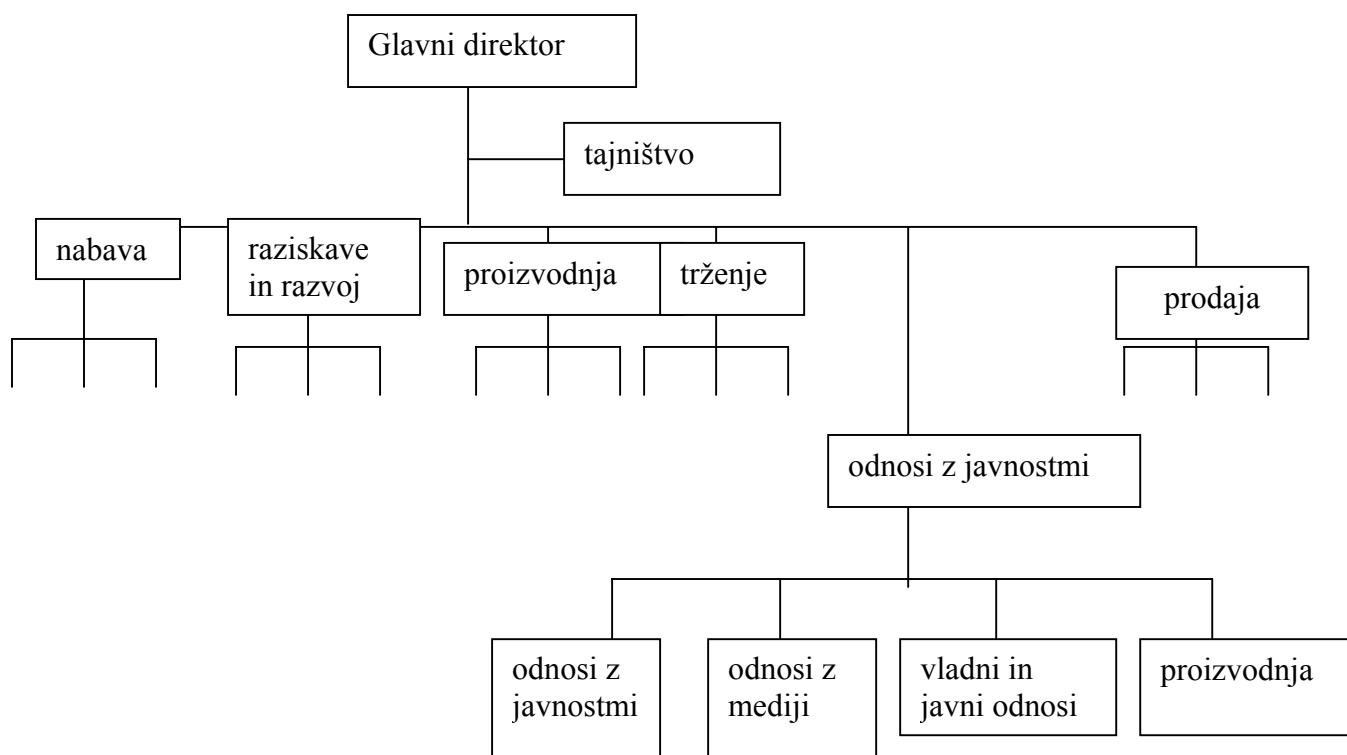 Glavni direktor
tajništvo
nabava
raziskave
in razvoj
proizvodnja
trženje
prodaja
odnosi z javnostmi
odnosi z
javnostmi
odnosi z
mediji
vladni in
javni odnosi
proizvodnja